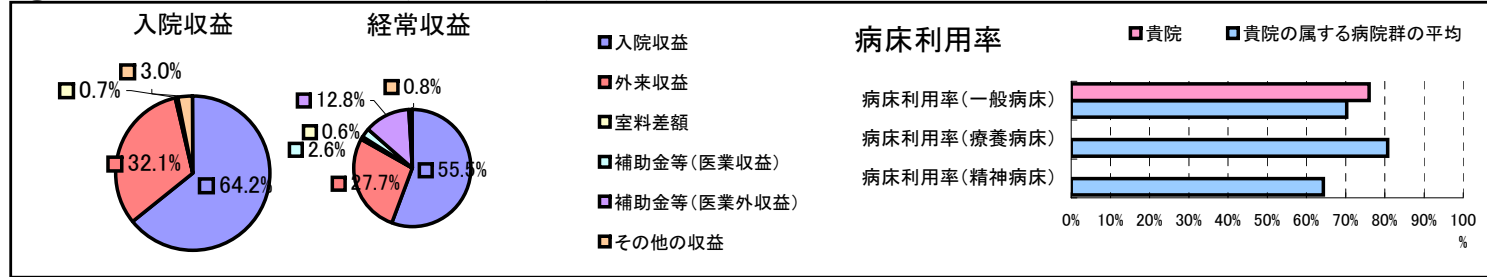 入院収益
3.0%
0.7%
32.1%
64.2%
経常収益
0.8%
12.8%
0.6%
2.6%
27.7%
55.5%
入院収益
外来収益
室料差額
補助金等(医業収益)
補助金等(医業外収益)
その他の収益
病床利用率
貴院
貴院の属する病院群の平均
病床利用率(一般病床)
病床利用率(療養病床)
病床利用率(精神病床)
0% 10% 20% 30% 40% 50% 60% 70% 80% 90% 100
%